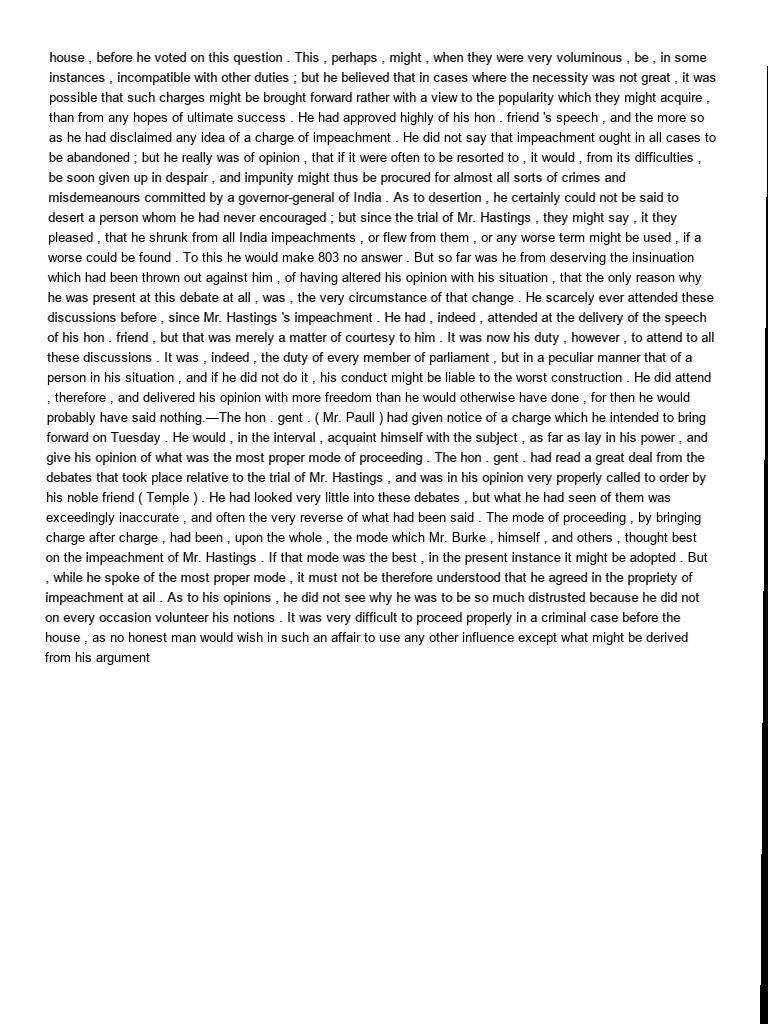 house , before he voted on this question . This , perhaps , might , when they were very voluminous , be , in some
instances , incompatible with other duties ; but he believed that in cases where the necessity was not great , it was
possible that such charges might be brought forward rather with a view to the popularity which they might acquire ,
than from any hopes of ultimate success . He had approved highly of his hon . friend 's speech , and the more so
as he had disclaimed any idea of a charge of impeachment . He did not say that impeachment ought in all cases to
be abandoned ; but he really was of opinion , that if it were often to be resorted to , it would , from its difficulties ,
be soon given up in despair , and impunity might thus be procured for almost all sorts of crimes and
misdemeanours committed by a governor-general of India . As to desertion , he certainly could not be said to
desert a person whom he had never encouraged ; but since the trial of Mr. Hastings , they might say , it they
pleased , that he shrunk from all India impeachments , or flew from them , or any worse term might be used , if a
worse could be found . To this he would make 803 no answer . But so far was he from deserving the insinuation
which had been thrown out against him , of having altered his opinion with his situation , that the only reason why
he was present at this debate at all , was , the very circumstance of that change . He scarcely ever attended these
discussions before , since Mr. Hastings 's impeachment . He had , indeed , attended at the delivery of the speech
of his hon . friend , but that was merely a matter of courtesy to him . It was now his duty , however , to attend to all
these discussions . It was , indeed , the duty of every member of parliament , but in a peculiar manner that of a
person in his situation , and if he did not do it , his conduct might be liable to the worst construction . He did attend
, therefore , and delivered his opinion with more freedom than he would otherwise have done , for then he would
probably have said nothing.—The hon . gent . ( Mr. Paull ) had given notice of a charge which he intended to bring
forward on Tuesday . He would , in the interval , acquaint himself with the subject , as far as lay in his power , and
give his opinion of what was the most proper mode of proceeding . The hon . gent . had read a great deal from the
debates that took place relative to the trial of Mr. Hastings , and was in his opinion very properly called to order by
his noble friend ( Temple ) . He had looked very little into these debates , but what he had seen of them was
exceedingly inaccurate , and often the very reverse of what had been said . The mode of proceeding , by bringing
charge after charge , had been , upon the whole , the mode which Mr. Burke , himself , and others , thought best
on the impeachment of Mr. Hastings . If that mode was the best , in the present instance it might be adopted . But
, while he spoke of the most proper mode , it must not be therefore understood that he agreed in the propriety of
impeachment at ail . As to his opinions , he did not see why he was to be so much distrusted because he did not
on every occasion volunteer his notions . It was very difficult to proceed properly in a criminal case before the
house , as no honest man would wish in such an affair to use any other influence except what might be derived
from his argument